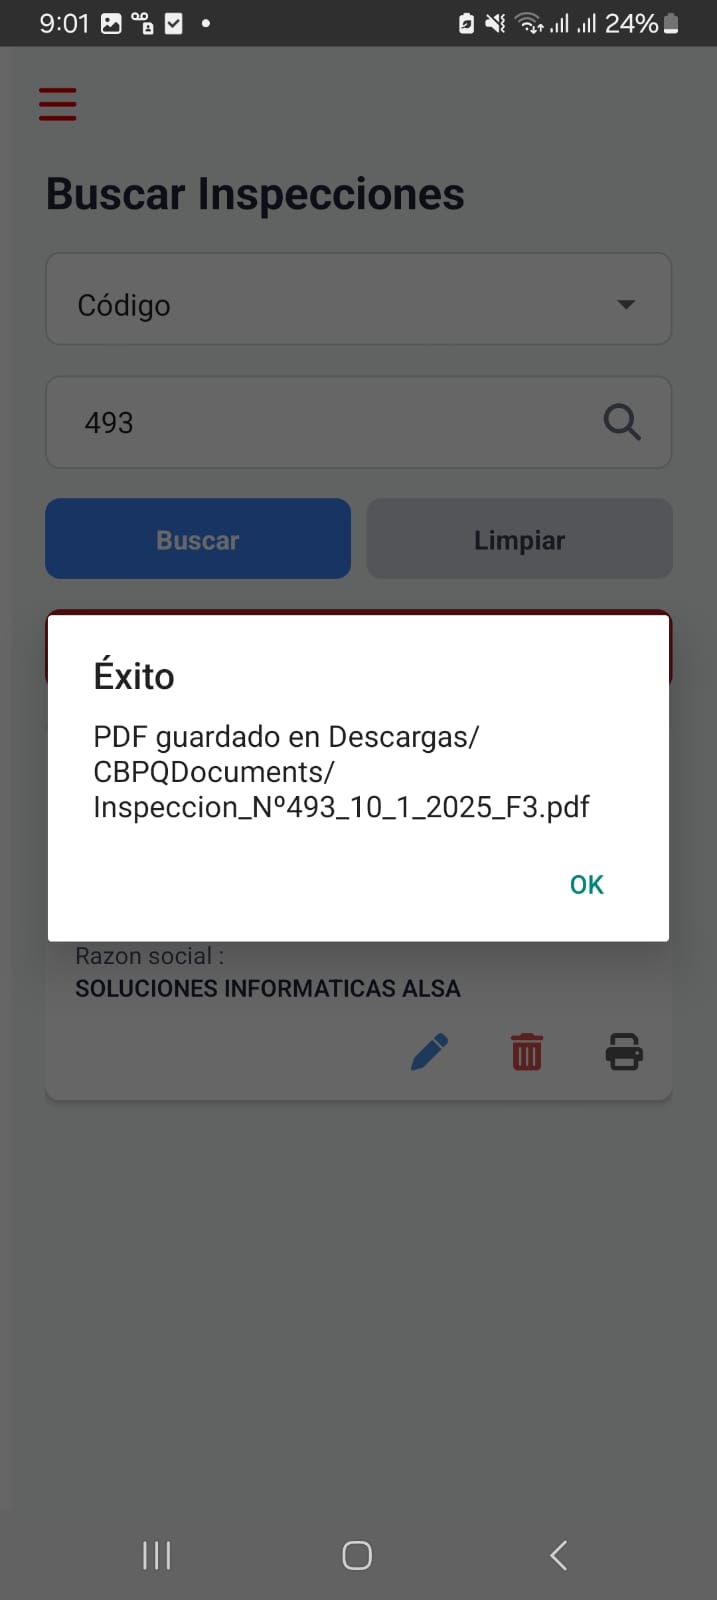 9:01
24%
Buscar Inspecciones
Código
493
Buscar
Limpiar
Éxito
PDF guardado en Descargas/
CBPQDocuments/
Inspeccion_Nº493_10_1_2025_F3.pdf
OK
Razon social :
SOLUCIONES INFORMATICAS ALSA